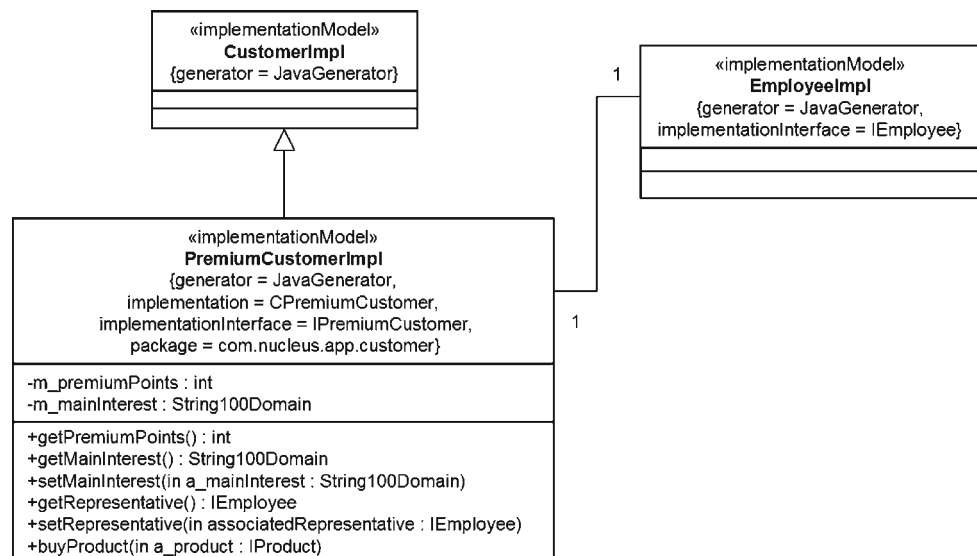 «implementationModel»
CustomerImpl
{generator = JavaGenerator}
«implementationModel»
EmployeeImpl
{generator = JavaGenerator,
implementationInterface = IEmployee}
1
«implementationModel»
PremiumCustomerImpl
{generator = JavaGenerator,
implementation = CPremiumCustomer,
implementationInterface = IPremiumCustomer,
package = com.nucleus.app.customer}
1
-m_premiumPoints : int
-m_mainInterest : String100Domain
+getPremiumPoints() : int
+getMainInterest() : String100Domain
+setMainInterest(in a_mainInterest : String100Domain)
+getRepresentative() : IEmployee
+setRepresentative(in associatedRepresentative : IEmployee)
+buyProduct(in a_product : IProduct)